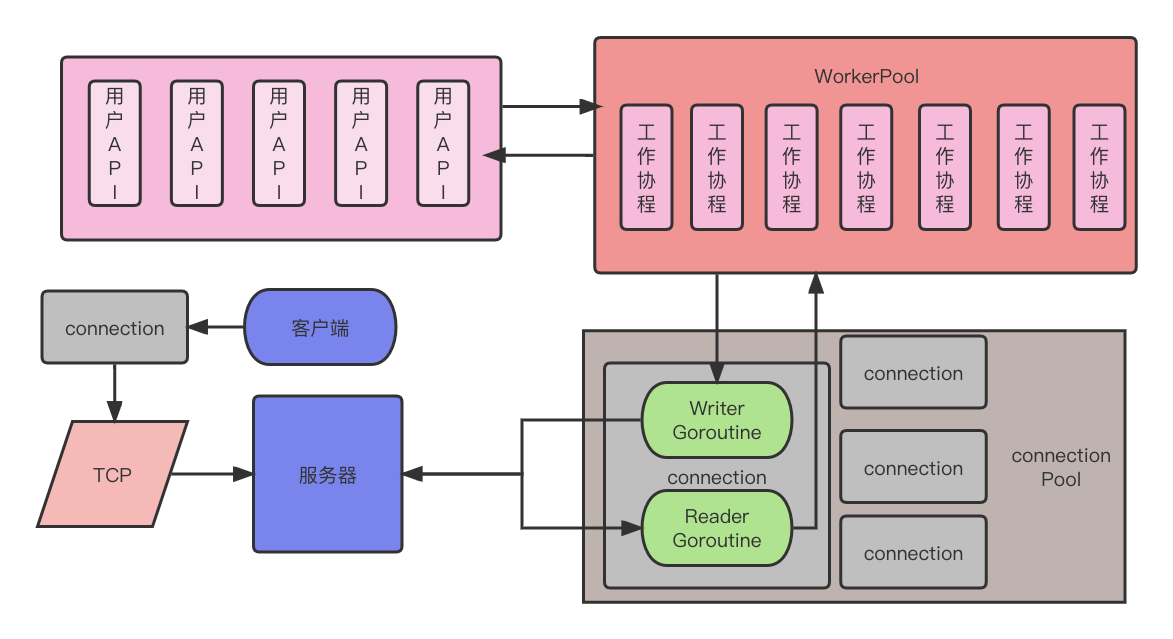 WorkerPool
用户API
用户API
用户API
用户API
用户API
工作协程
工作协程
工作协程
工作协程
工作协程
工作协程
工作协程
connection
客户端
TCP
服务器
Writer
Goroutine
connection
Reader
Goroutine
connection
connection
connection
connection
Pool